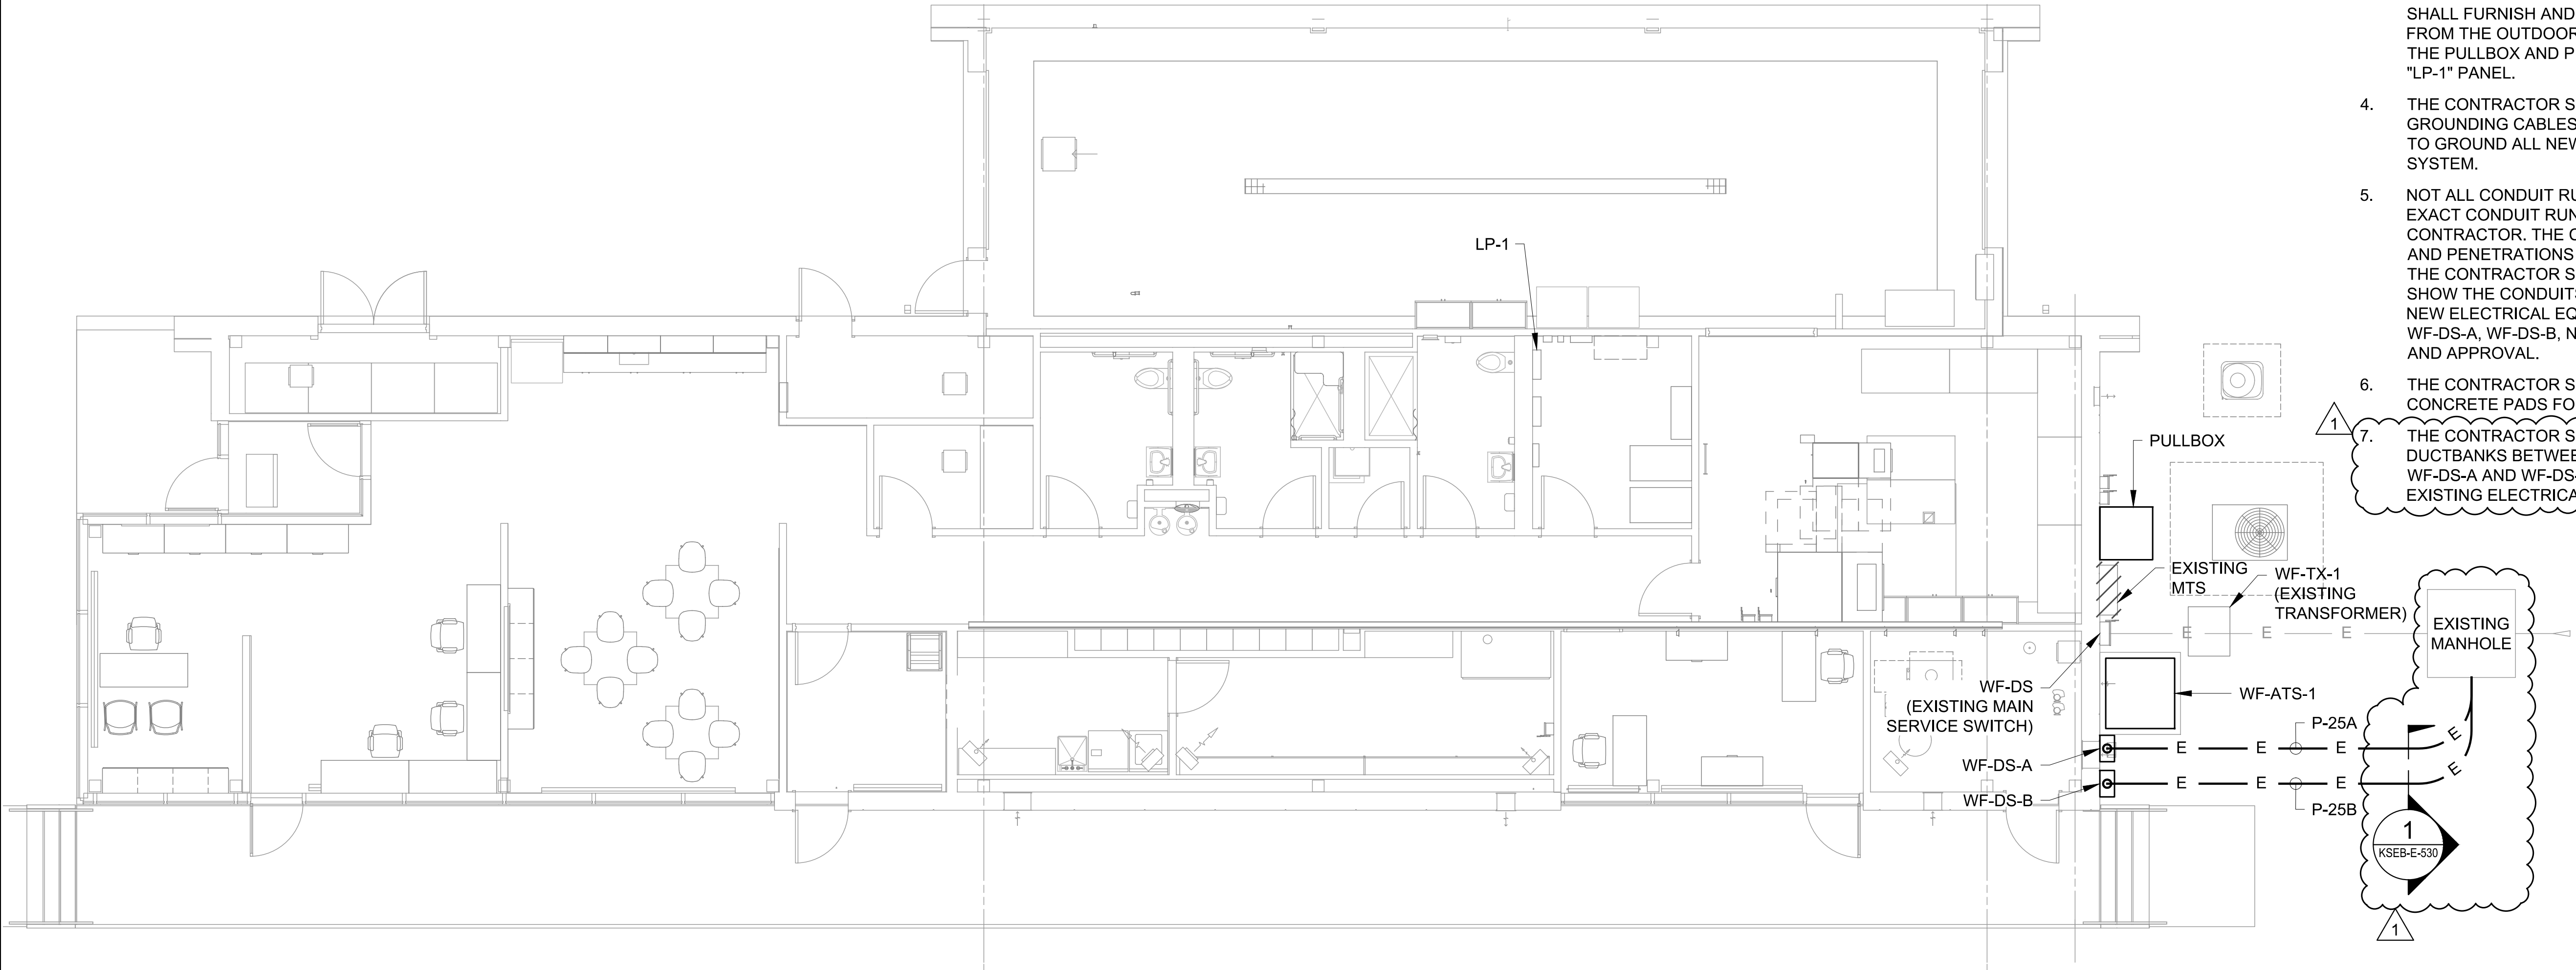 SHALL FURNISH AND
FROM THE OUTDOOR
THE PULLBOX AND P
"LP-1" PANEL.
4. THE CONTRACTOR S
GROUNDING CABLES
TO GROUND ALL NEW
SYSTEM.
5. NOT ALL CONDUIT RU
EXACT CONDUIT RUN
CONTRACTOR. THE C
AND PENETRATIONS
THE CONTRACTOR S
SHOW THE CONDUITS
NEW ELECTRICAL EQ
WF-DS-A, WF-DS-B, N
AND APPROVAL.
6. THE CONTRACTOR S
CONCRETE PADS FO
1
7. THE CONTRACTOR S
DUCTBANKS BETWEE
WF-DS-A AND WF-DS-
EXISTING ELECTRICA
LP-1
PULLBOX
EXISTING
MTS
WF-TX-1
(EXISTING
TRANSFORMER)
EXISTING
MANHOLE
E E E
WF-DS
(EXISTING MAIN
SERVICE SWITCH)
WF-ATS-1
P-25A
E E E E
WF-DS-A
E E E E
WF-DS-B
P-25B
1
KSEB-E-530
1